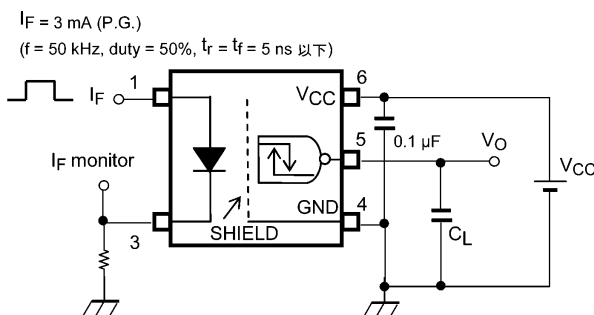 IF = 3 mA (P.G.)
(f = 50 kHz, duty = 50%, tr = tf = 5 ns 以下)
1
IF
6
VCC
5
0.1 μF
VO
VCC
IF monitor
GND
4
3
SHIELD
CL